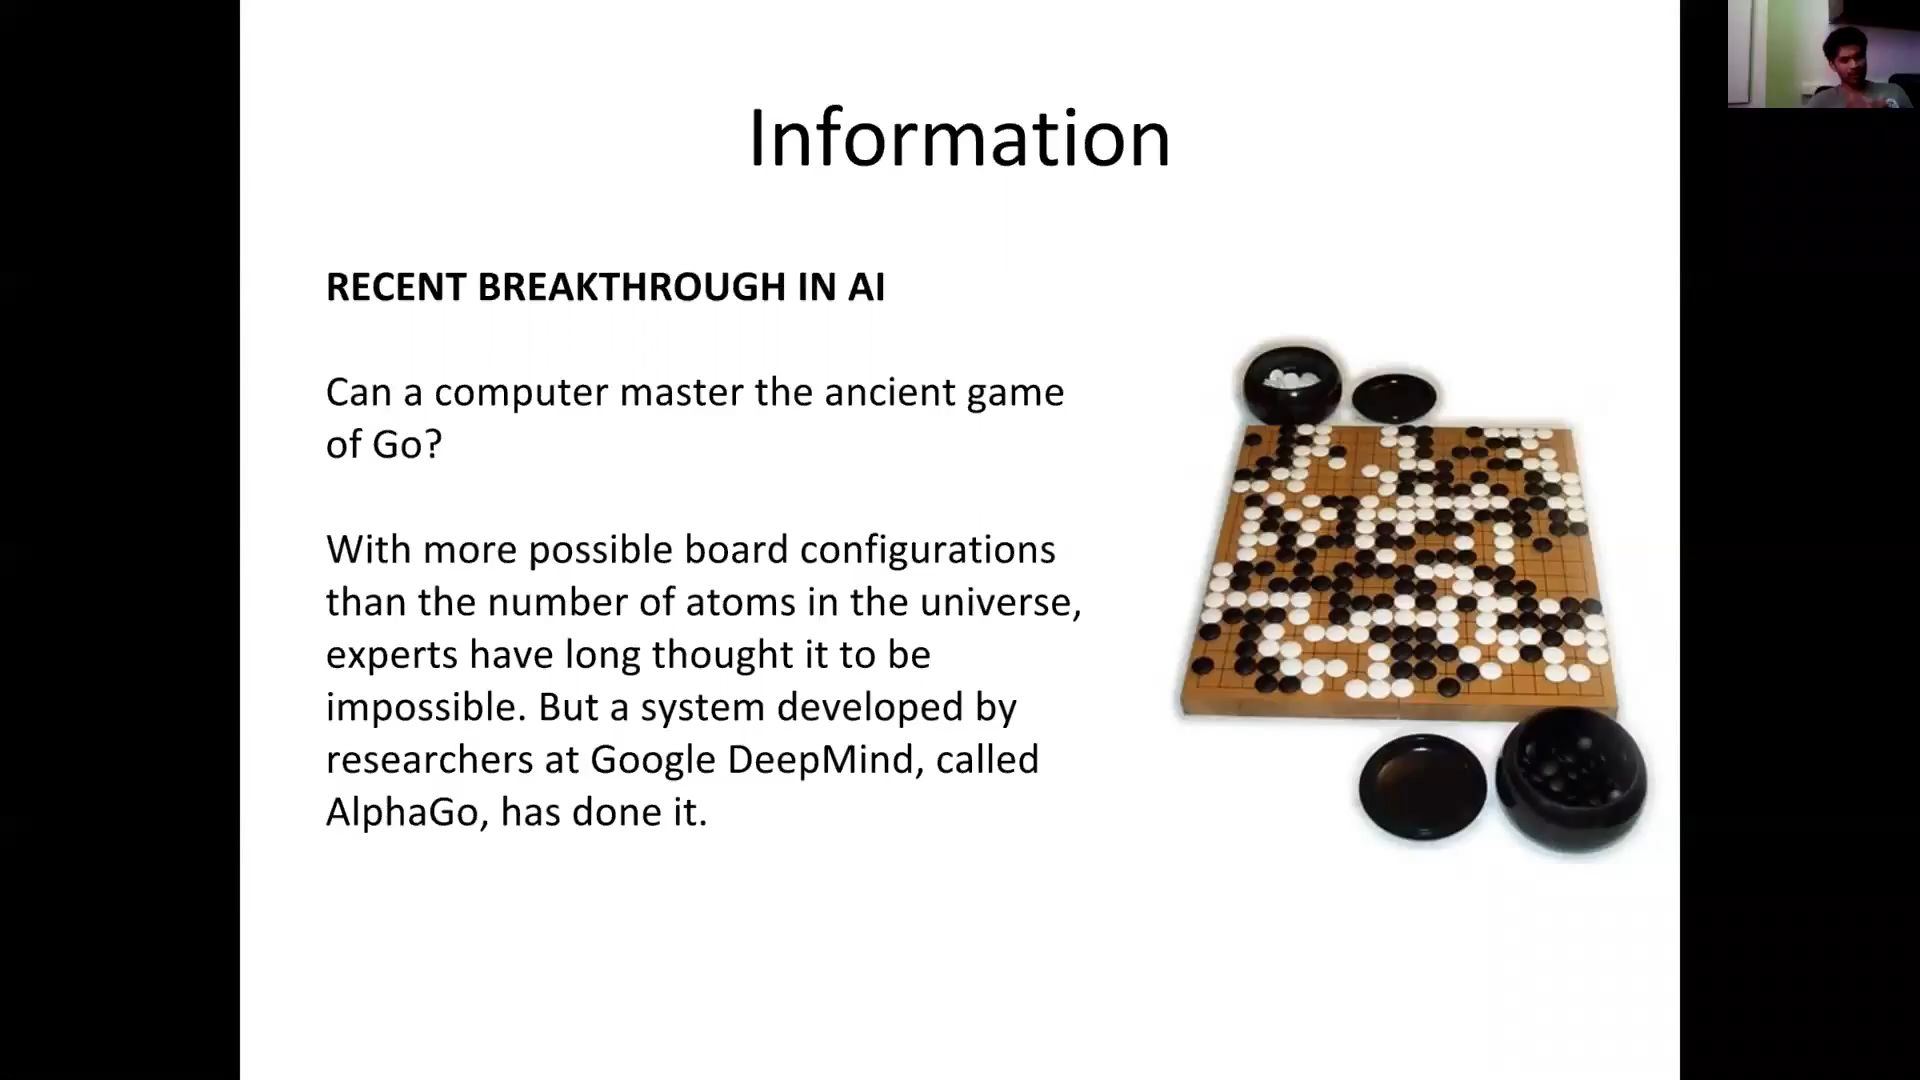 Information
RECENT BREAKTHROUGH IN AI
Can a computer master the ancient game
of Go?
With more possible board configurations
than the number of atoms in the universe,
experts have long thought it to be
impossible. But a system developed by
researchers at Google DeepMind, called
AlphaGo, has done it.